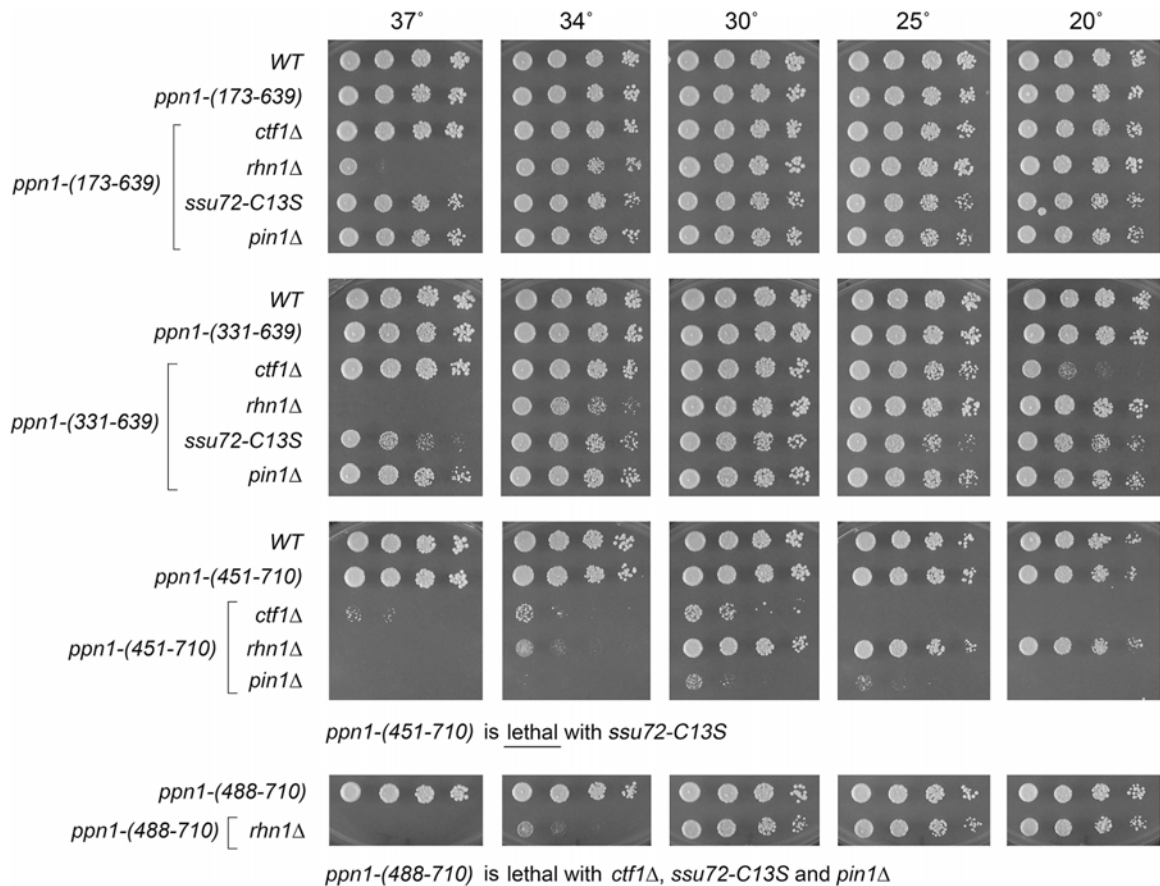 37° 34° 30° 25° 20°
WT
ppn1-(173-639)
ctf1Δ
rhn1Δ
ppn1-(173-639)
ssu72-C13S
pin1Δ
WT
ppn1-(331-639)
ctf1Δ
rhn1Δ
ppn1-(331-639)
ssu72-C13S
pin1Δ
WT
ppn1-(451-710)
ctf1Δ
ppn1-(451-710) rhn1Δ
pin1Δ
ppn1-(451-710) is lethal with ssu72-C13S
ppn1-(488-710)
ppn1-(488-710) rhn1Δ
ppn1-(488-710) is lethal with ctf1Δ, ssu72-C13S and pin1Δ